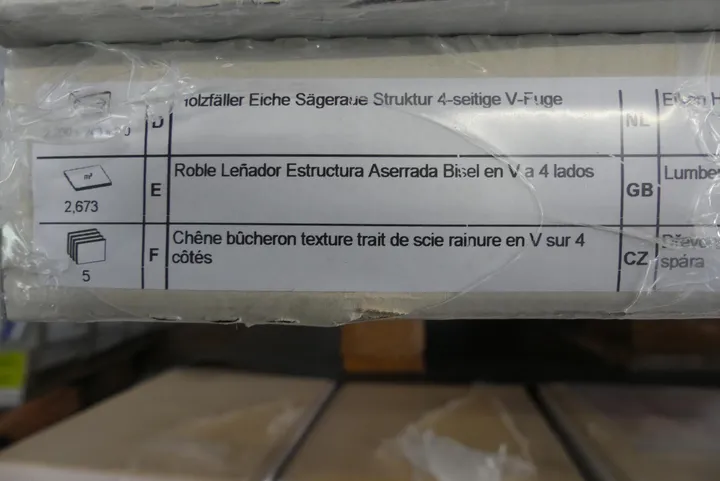 D
olzfäller Eiche Sägeraue Struktur 4-seitige V-Fuge
NL
m²
2,673
E
Roble Leñador Estructura Aserrada Bisel en V a 4 lados
GB
5
F
Chêne bûcheron texture trait de scie rainure en V sur 4
côtés
CZ
spára